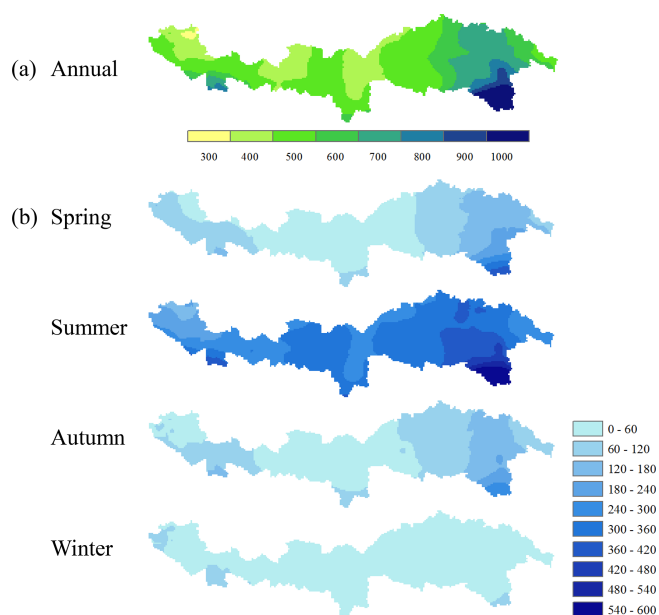 (a) Annual
300 400 500 600 700 800 900 1000
(b) Spring
Summer
Autumn
Winter
0 - 60
60 - 120
120 - 180
180 - 240
240 - 300
300 - 360
360 - 420
420 - 480
480 - 540
540 - 600